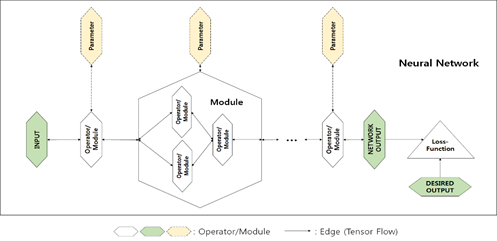 Parameter
Parameter
Parameter
Neural Network
Module
INPUT
Operator/
Module
Operator/
Module
Operator/
Module
Operator/
Module
Operator/
Module
NETWORK
OUTPUT
Loss-
Function
DESIRED
OUTPUT
: Operator/Module
: Edge (Tensor Flow)